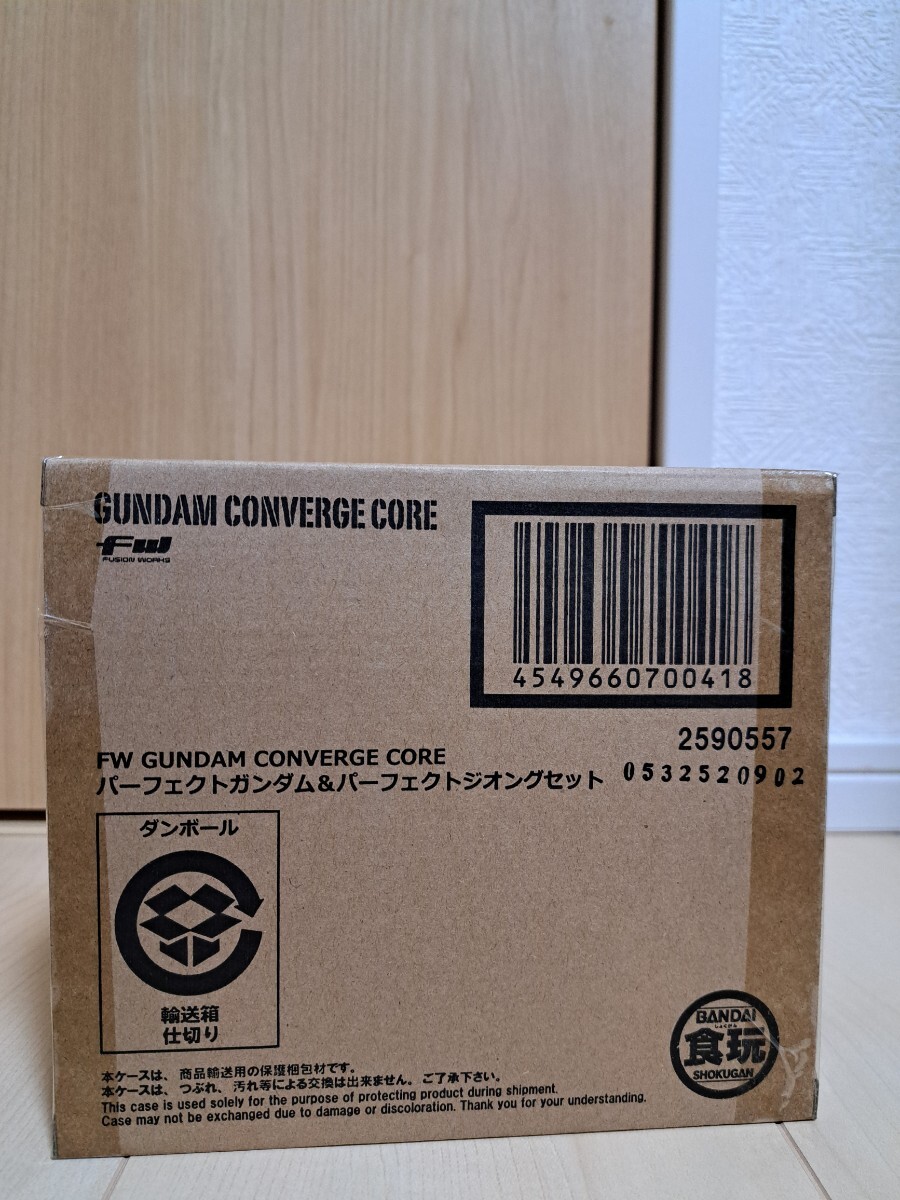 GUNDAM CONVERGE CORE
FW
FUSION WORKS
4549660700418
2590557
FW GUNDAM CONVERGE CORE
パーフェクトガンダム&パーフェクトジオングセット
0532520902
ダンボール
輸送箱
仕切り
BANDAI
しょくがん
食玩
SHOKUGAN
本ケースは、商品輸送用の保護梱包材です。
本ケースは、つぶれ、汚れ等による交換は出来ません。ご了承下さい。
This case is used solely for the purpose of protecting product during shipment.
Case may not be exchanged due to damage or discoloration. Thank you for your understanding.